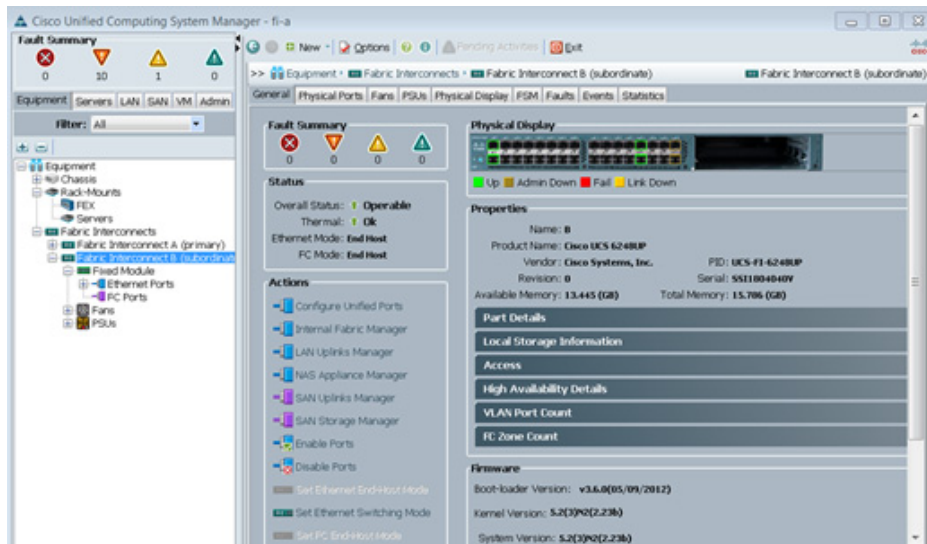 Cisco Unified Computing System Manager - fi-a
Fault Summary
0 10 1 0
Equipment Servers LAN SAN VM Admin
Filter: All
Equipment
Chassis
Rack-Mounts
FEX
Servers
Fabric Interconnects
Fabric Interconnect A (primary)
Fabric Interconnect B (subordinate
Fixed Module
Ethernet Ports
FC Ports
Fans
PSUs
New Options Pending Activities Exit
>> Equipment Fabric Interconnects Fabric Interconnect B (subordinate) Fabric Interconnect B (subordinate)
General Physical Ports Fans PSUs Physical Display FSM Faults Events Statistics
Fault Summary
0 0 0 0
Status
Overall Status: Operable
Thermal: Ok
Ethernet Mode: End Host
FC Mode: End Host
Actions
Configure Unified Ports
Internal Fabric Manager
LAN Uplinks Manager
NAS Appliance Manager
SAN Uplinks Manager
SAN Storage Manager
Enable Ports
Disable Ports
Set Ethernet End-Host Mode
Set Ethernet Switching Mode
Set FC End-Host Mode
Physical Display
Up Admin Down Fail Link Down
Properties
Name: B
Product Name: Cisco UCS 6248UP
Vendor: Cisco Systems, Inc. PID: UCS-FI-6248UP
Revision: 0 Serial: SSI1804040V
Available Memory: 13.445 (GB) Total Memory: 15.706 (GB)
Part Details
Local Storage Information
Access
High Availability Details
VLAN Port Count
FC Zone Count
Firmware
Boot-loader Version: v3.6.0(05/09/2012)
Kernel Version: 5.2(3)N2(2.23b)
System Version: 5.2(3)N2(2.23b)